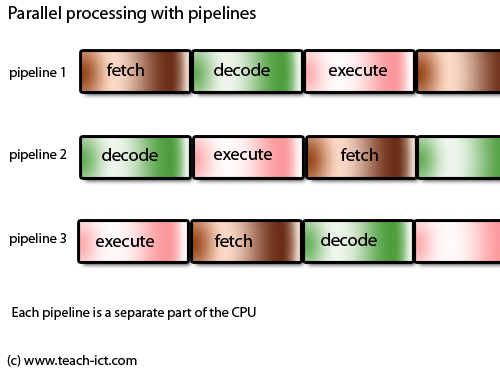 Parallel processing with pipelines
pipeline 1 fetch decode execute
pipeline 2 decode execute fetch
pipeline 3 execute fetch decode
Each pipeline is a separate part of the CPU
(c) www.teach-ict.com